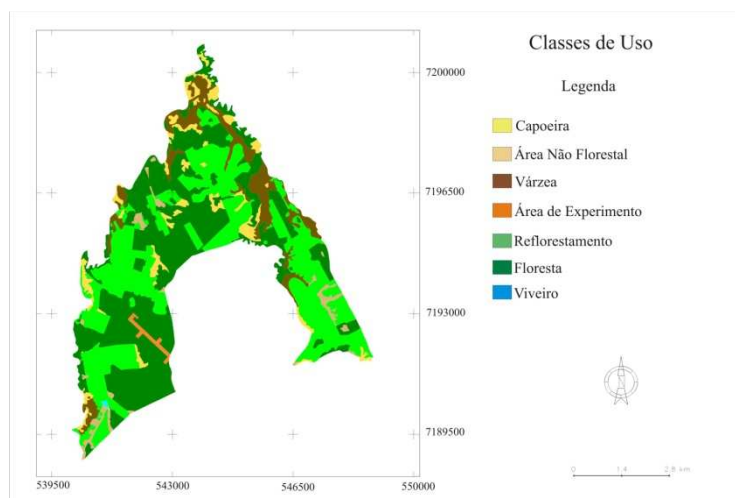 Classes de Uso
Legenda
Capoeira
Área Não Florestal
Várzea
Área de Experimento
Reflorestamento
Floresta
Viveiro
7200000
7196500
7193000
7189500
539500 543000 546500 550000
0 1.4 2.8 km